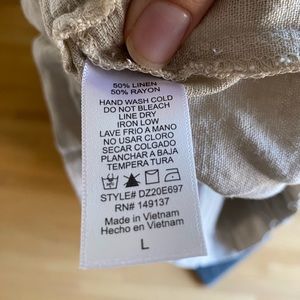 50% LINEN
50% RAYON
HAND WASH COLD
DO NOT BLEACH
LINE DRY
IRON LOW
LAVE FRIO A MANO
NO USAR CLORO
SECAR COLGADO
PLANCHAR A BAJA
TEMPERA TURA
STYLE# DZ20E697
RN# 149137
Made in Vietnam
Hecho en Vietnam
L